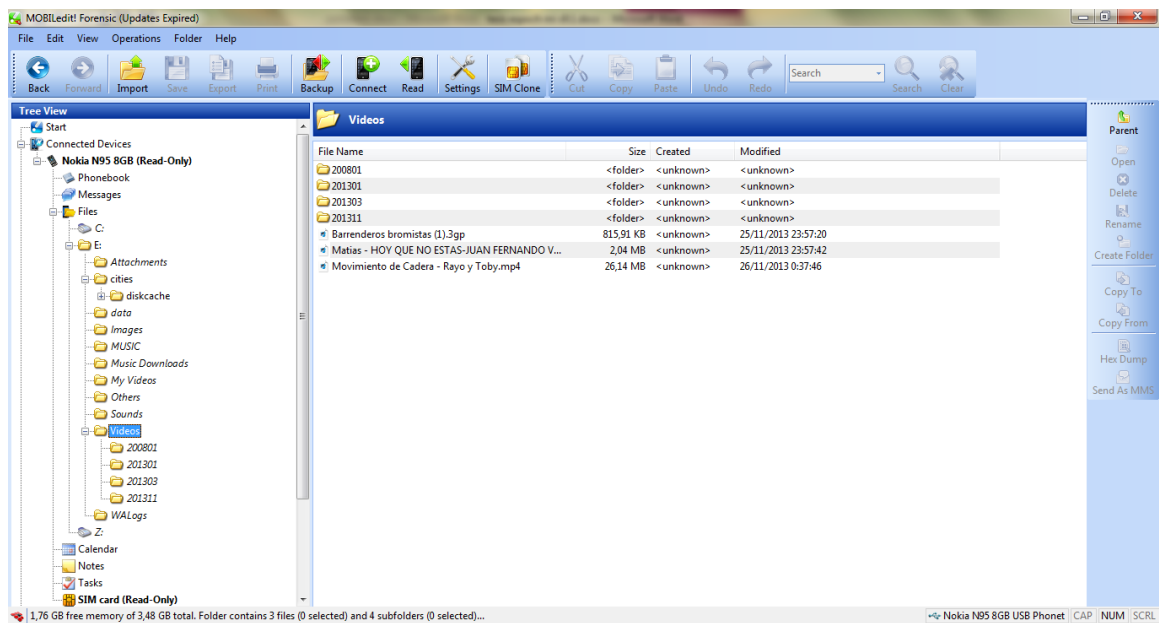 MOBILedit! Forensic (Updates Expired)
File Edit View Operations Folder Help
Back Forward Import Save Export Print Backup Connect Read Settings SIM Clone Cut Copy Paste Undo Redo Search Search Clear
Tree View
Start
Connected Devices
Nokia N95 8GB (Read-Only)
Phonebook
Messages
Files
C:
E:
Attachments
cities
diskcache
data
Images
MUSIC
Music Downloads
My Videos
Others
Sounds
Videos
200801
201301
201303
201311
WALogs
Z:
Calendar
Notes
Tasks
SIM card (Read-Only)
Videos
File Name Size Created Modified
200801 <folder> <unknown> <unknown>
201301 <folder> <unknown> <unknown>
201303 <folder> <unknown> <unknown>
201311 <folder> <unknown> <unknown>
Barrenderos bromistas (1).3gp 815,91 KB <unknown> 25/11/2013 23:57:20
Matias - HOY QUE NO ESTAS-JUAN FERNANDO V... 2,04 MB <unknown> 25/11/2013 23:57:42
Movimiento de Cadera - Rayo y Toby.mp4 26,14 MB <unknown> 26/11/2013 0:37:46
Parent
Open
Delete
Rename
Create Folder
Copy To
Copy From
Hex Dump
Send As MMS
1,76 GB free memory of 3,48 GB total. Folder contains 3 files (0 selected) and 4 subfolders (0 selected)...
Nokia N95 8GB USB Phonet CAP NUM SCRL